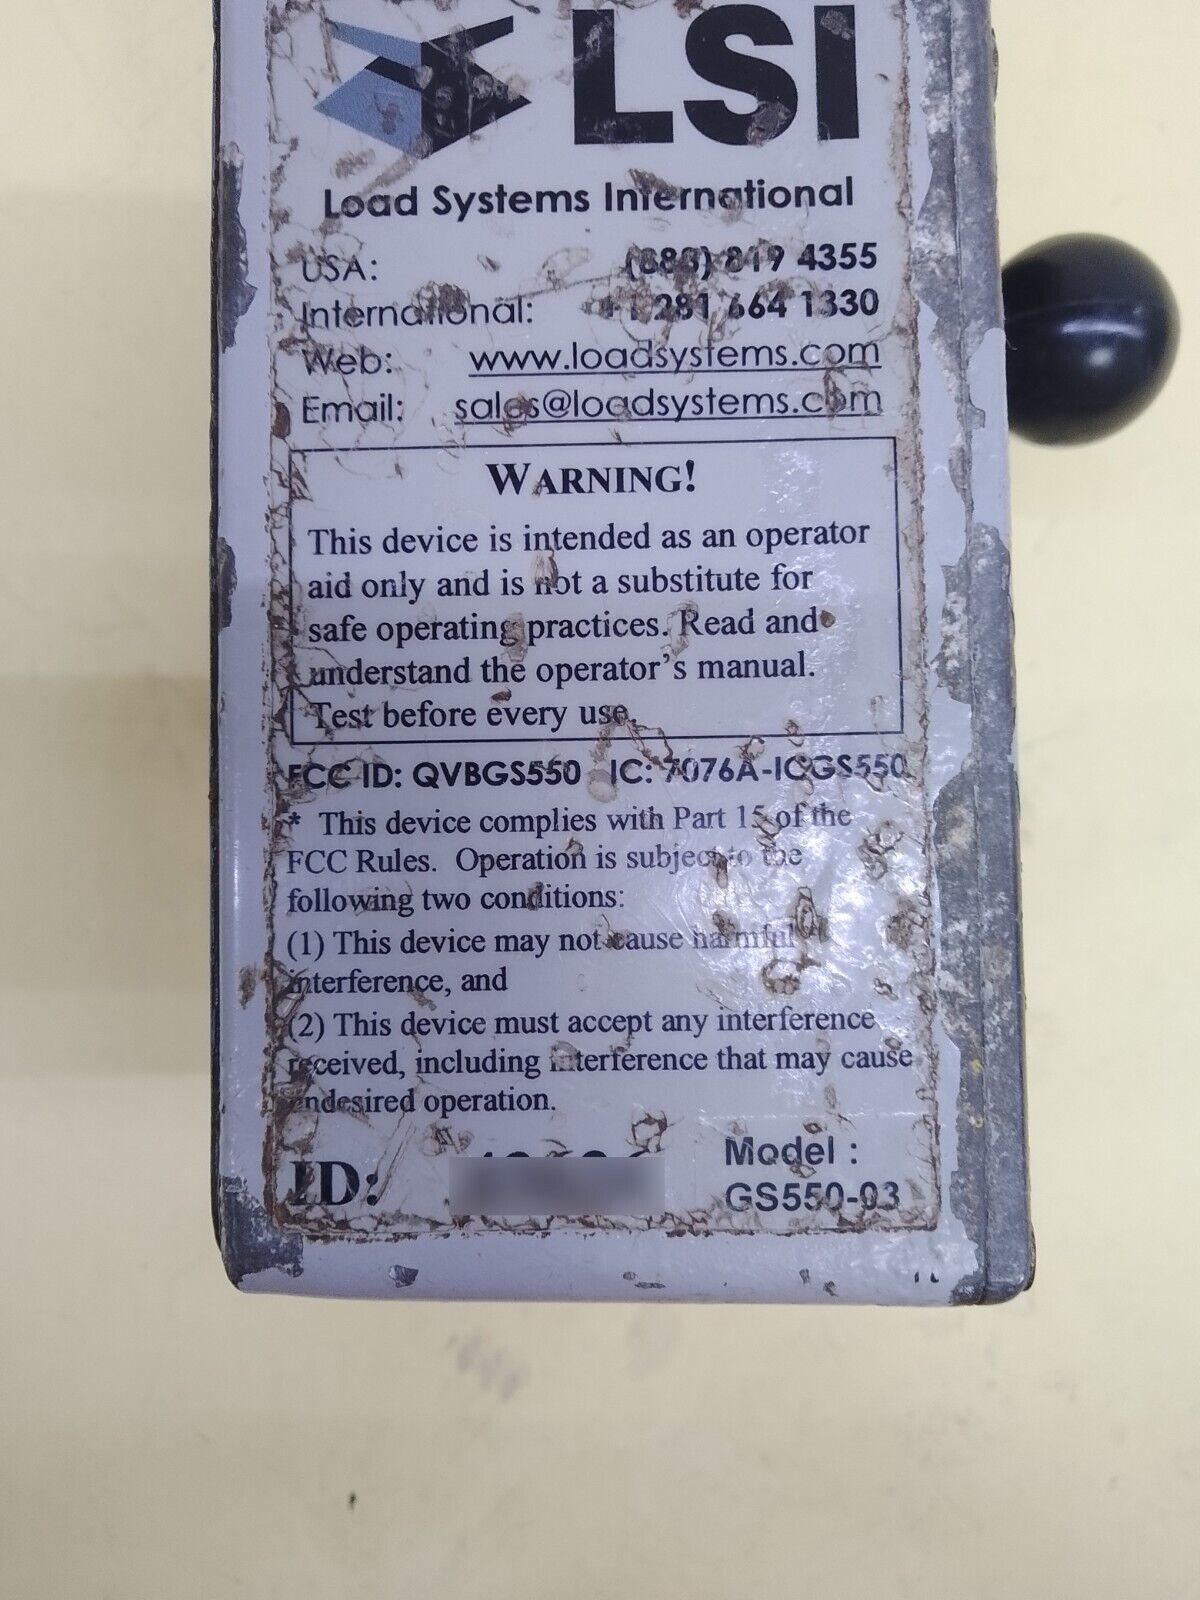 LSI
Load Systems International
USA: (888) 819 4355
International: +1 281 664 1330
Web: www.loadsystems.com
Email: sales@loadsystems.com
WARNING!
This device is intended as an operator
aid only and is not a substitute for
safe operating practices. Read and
understand the operator's manual.
Test before every use.
FCC ID: QVBGS550 IC: 7076A-ICGS550
* This device complies with Part 15 of the
FCC Rules. Operation is subject to the
following two conditions:
(1) This device may not cause harmful
interference, and
(2) This device must accept any interference
received, including interference that may cause
undesired operation.
ID:
Model :
GS550-03